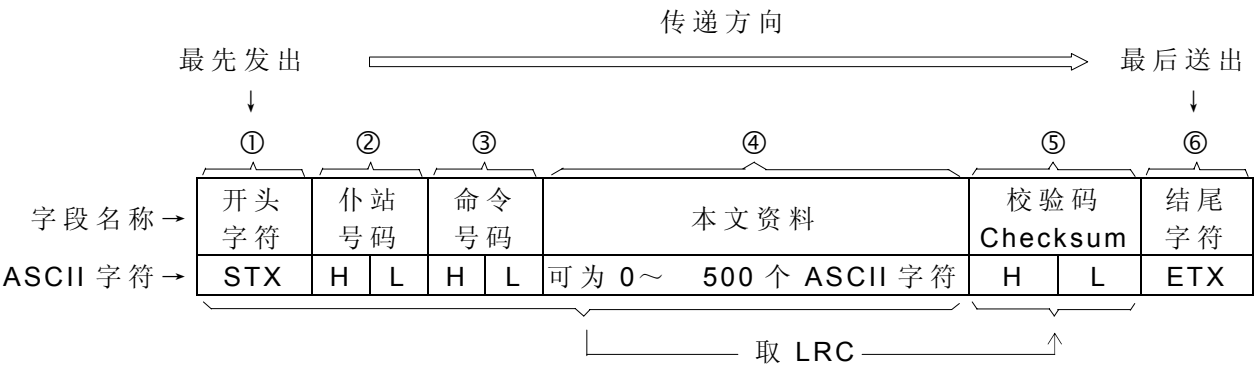 传递方向
最先发出 最后送出
① ② ③ ④ ⑤ ⑥
开头 仆站 命令 校验码 结尾
字段名称→ 本文资料
字符 号码 号码 Checksum 字符
ASCII 字符→ STX H L H L 可为 0～ 500 个 ASCII 字符 H L ETX
取 LRC